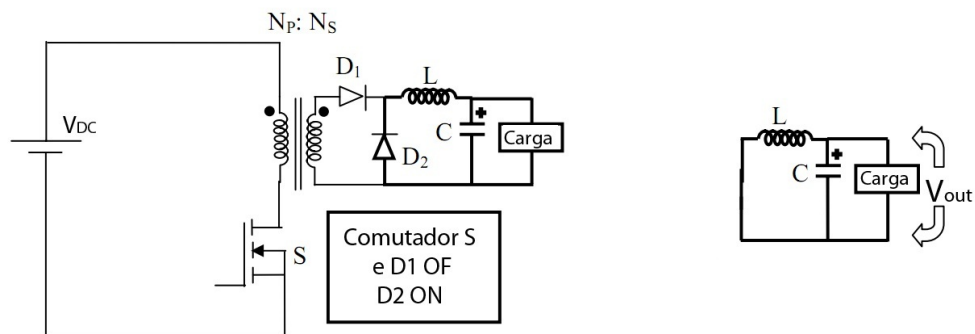 NP: NS
D1
L
VDC
C
+
Carga
D2
S
Comutador S
e D1 OF
D2 ON
L
+
C
Carga
Vout